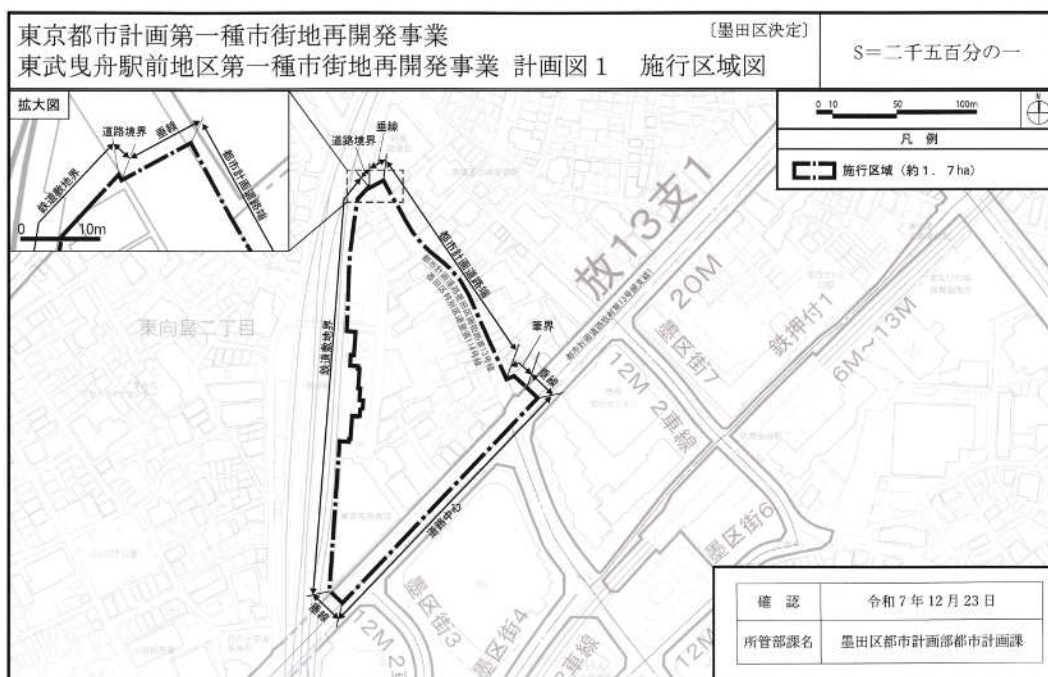 東京都市計画第一種市街地再開発事業
〔墨田区決定〕
東武曳舟駅前地区第一種市街地再開発事業 計画図1 施行区域図
S=二千五百分の一
拡大図
道路境界
垂線
鉄道敷地界
都市計画道路端
0 10m
0 10 50 100m
N
凡例
施行区域(約1.7ha)
道路境界
垂線
都市計画道路端
鉄道敷地界
筆界
垂線
道路中心
垂線
東向島二丁目
放13支1
20M
墨区街7
鉄押付1
6M~13M
12M 2車線
墨区街6
墨区街3
墨区街4
12M 2
2車線
12M
確認 令和7年12月23日
所管部課名 墨田区都市計画部都市計画課